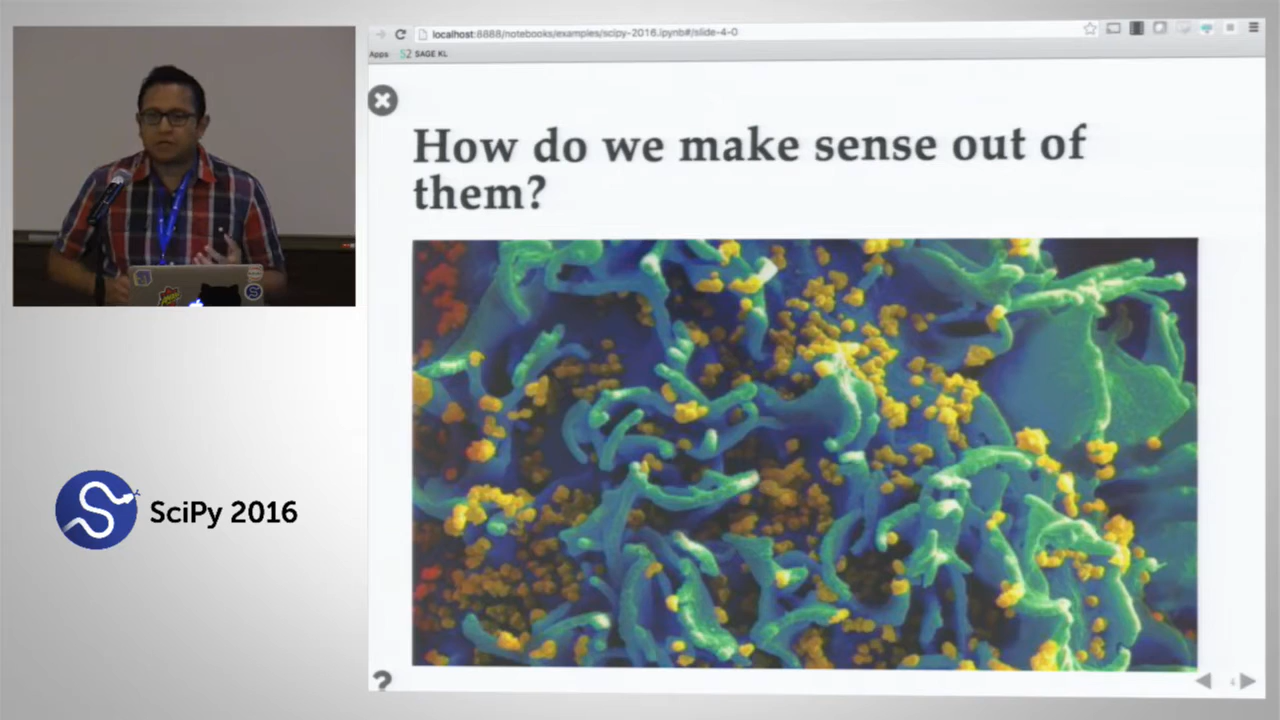 localhost:8888/notebooks/examples/scipy-2016.ipynb#/slide-4-0
Apps
SAGE KL
How do we make sense out of
them?
?
4
SciPy 2016